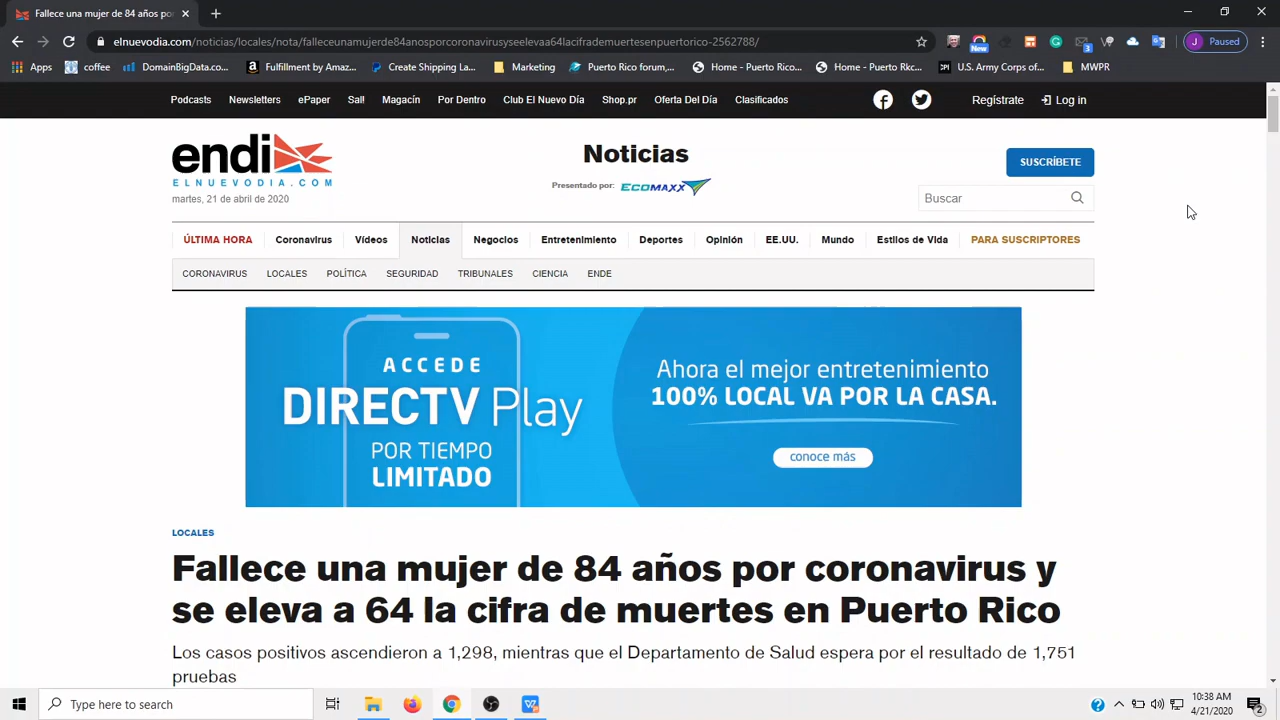 Fallece una mujer de 84 años por
elnuevodia.com/noticias/locales/nota/falleceunamujerde84anosporcoronavirusyseelevaa64lacifrademuertesenpuertorico-2562788/
New
3
J Paused
Apps coffee DomainBigData.co... Fulfillment by Amaz... Create Shipping La... Marketing Puerto Rico forum,... Home - Puerto Rico... Home - Puerto Rkc... U.S. Army Corps of... MWPR
Podcasts Newsletters ePaper Sal! Magacín Por Dentro Club El Nuevo Día Shop.pr Oferta Del Día Clasificados Regístrate Log in
endi
ELNUEVODIA.COM
martes, 21 de abril de 2020
Noticias
Presentado por: ECOMAXX
SUSCRÍBETE
Buscar
ÚLTIMA HORA Coronavirus Vídeos Noticias Negocios Entretenimiento Deportes Opinión EE.UU. Mundo Estilos de Vida PARA SUSCRIPTORES
CORONAVIRUS LOCALES POLÍTICA SEGURIDAD TRIBUNALES CIENCIA ENDE
ACCEDE
DIRECTV Play
POR TIEMPO
LIMITADO
Ahora el mejor entretenimiento
100% LOCAL VA POR LA CASA.
conoce más
LOCALES
Fallece una mujer de 84 años por coronavirus y
se eleva a 64 la cifra de muertes en Puerto Rico
Los casos positivos ascendieron a 1,298, mientras que el Departamento de Salud espera por el resultado de 1,751
pruebas
Type here to search
10:38 AM
4/21/2020
2